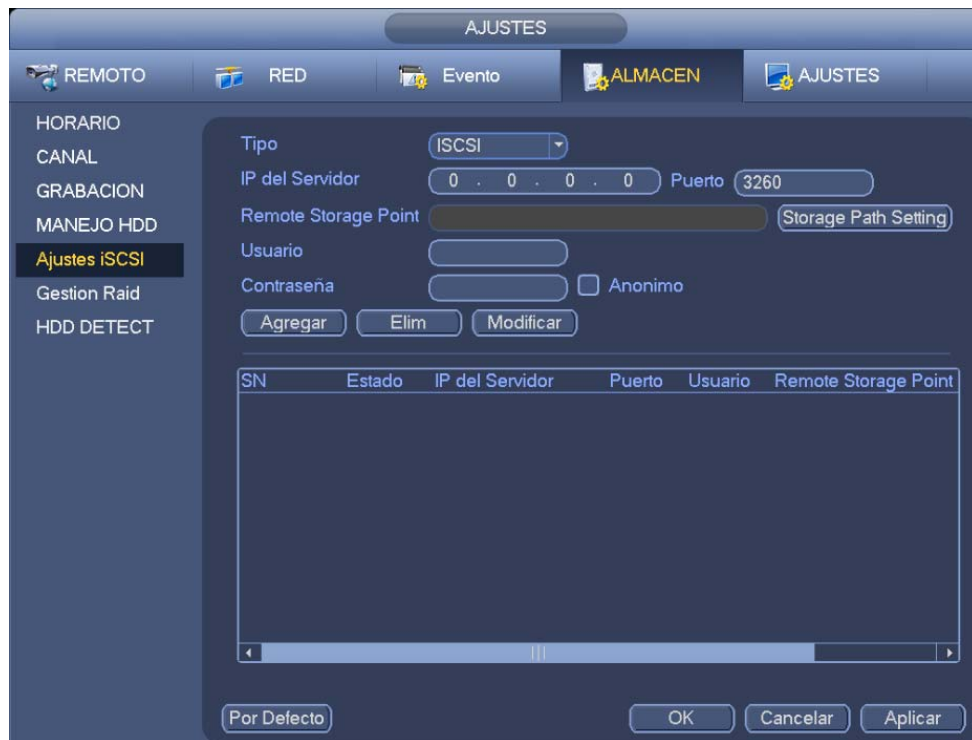 AJUSTES
REMOTO RED Evento ALMACEN AJUSTES
HORARIO
CANAL
GRABACION
MANEJO HDD
Ajustes iSCSI
Gestion Raid
HDD DETECT
Tipo ISCSI
IP del Servidor 0 . 0 . 0 . 0 Puerto 3260
Remote Storage Point Storage Path Setting
Usuario
Contraseña Anonimo
Agregar Elim Modificar
SN Estado IP del Servidor Puerto Usuario Remote Storage Point
Por Defecto OK Cancelar Aplicar